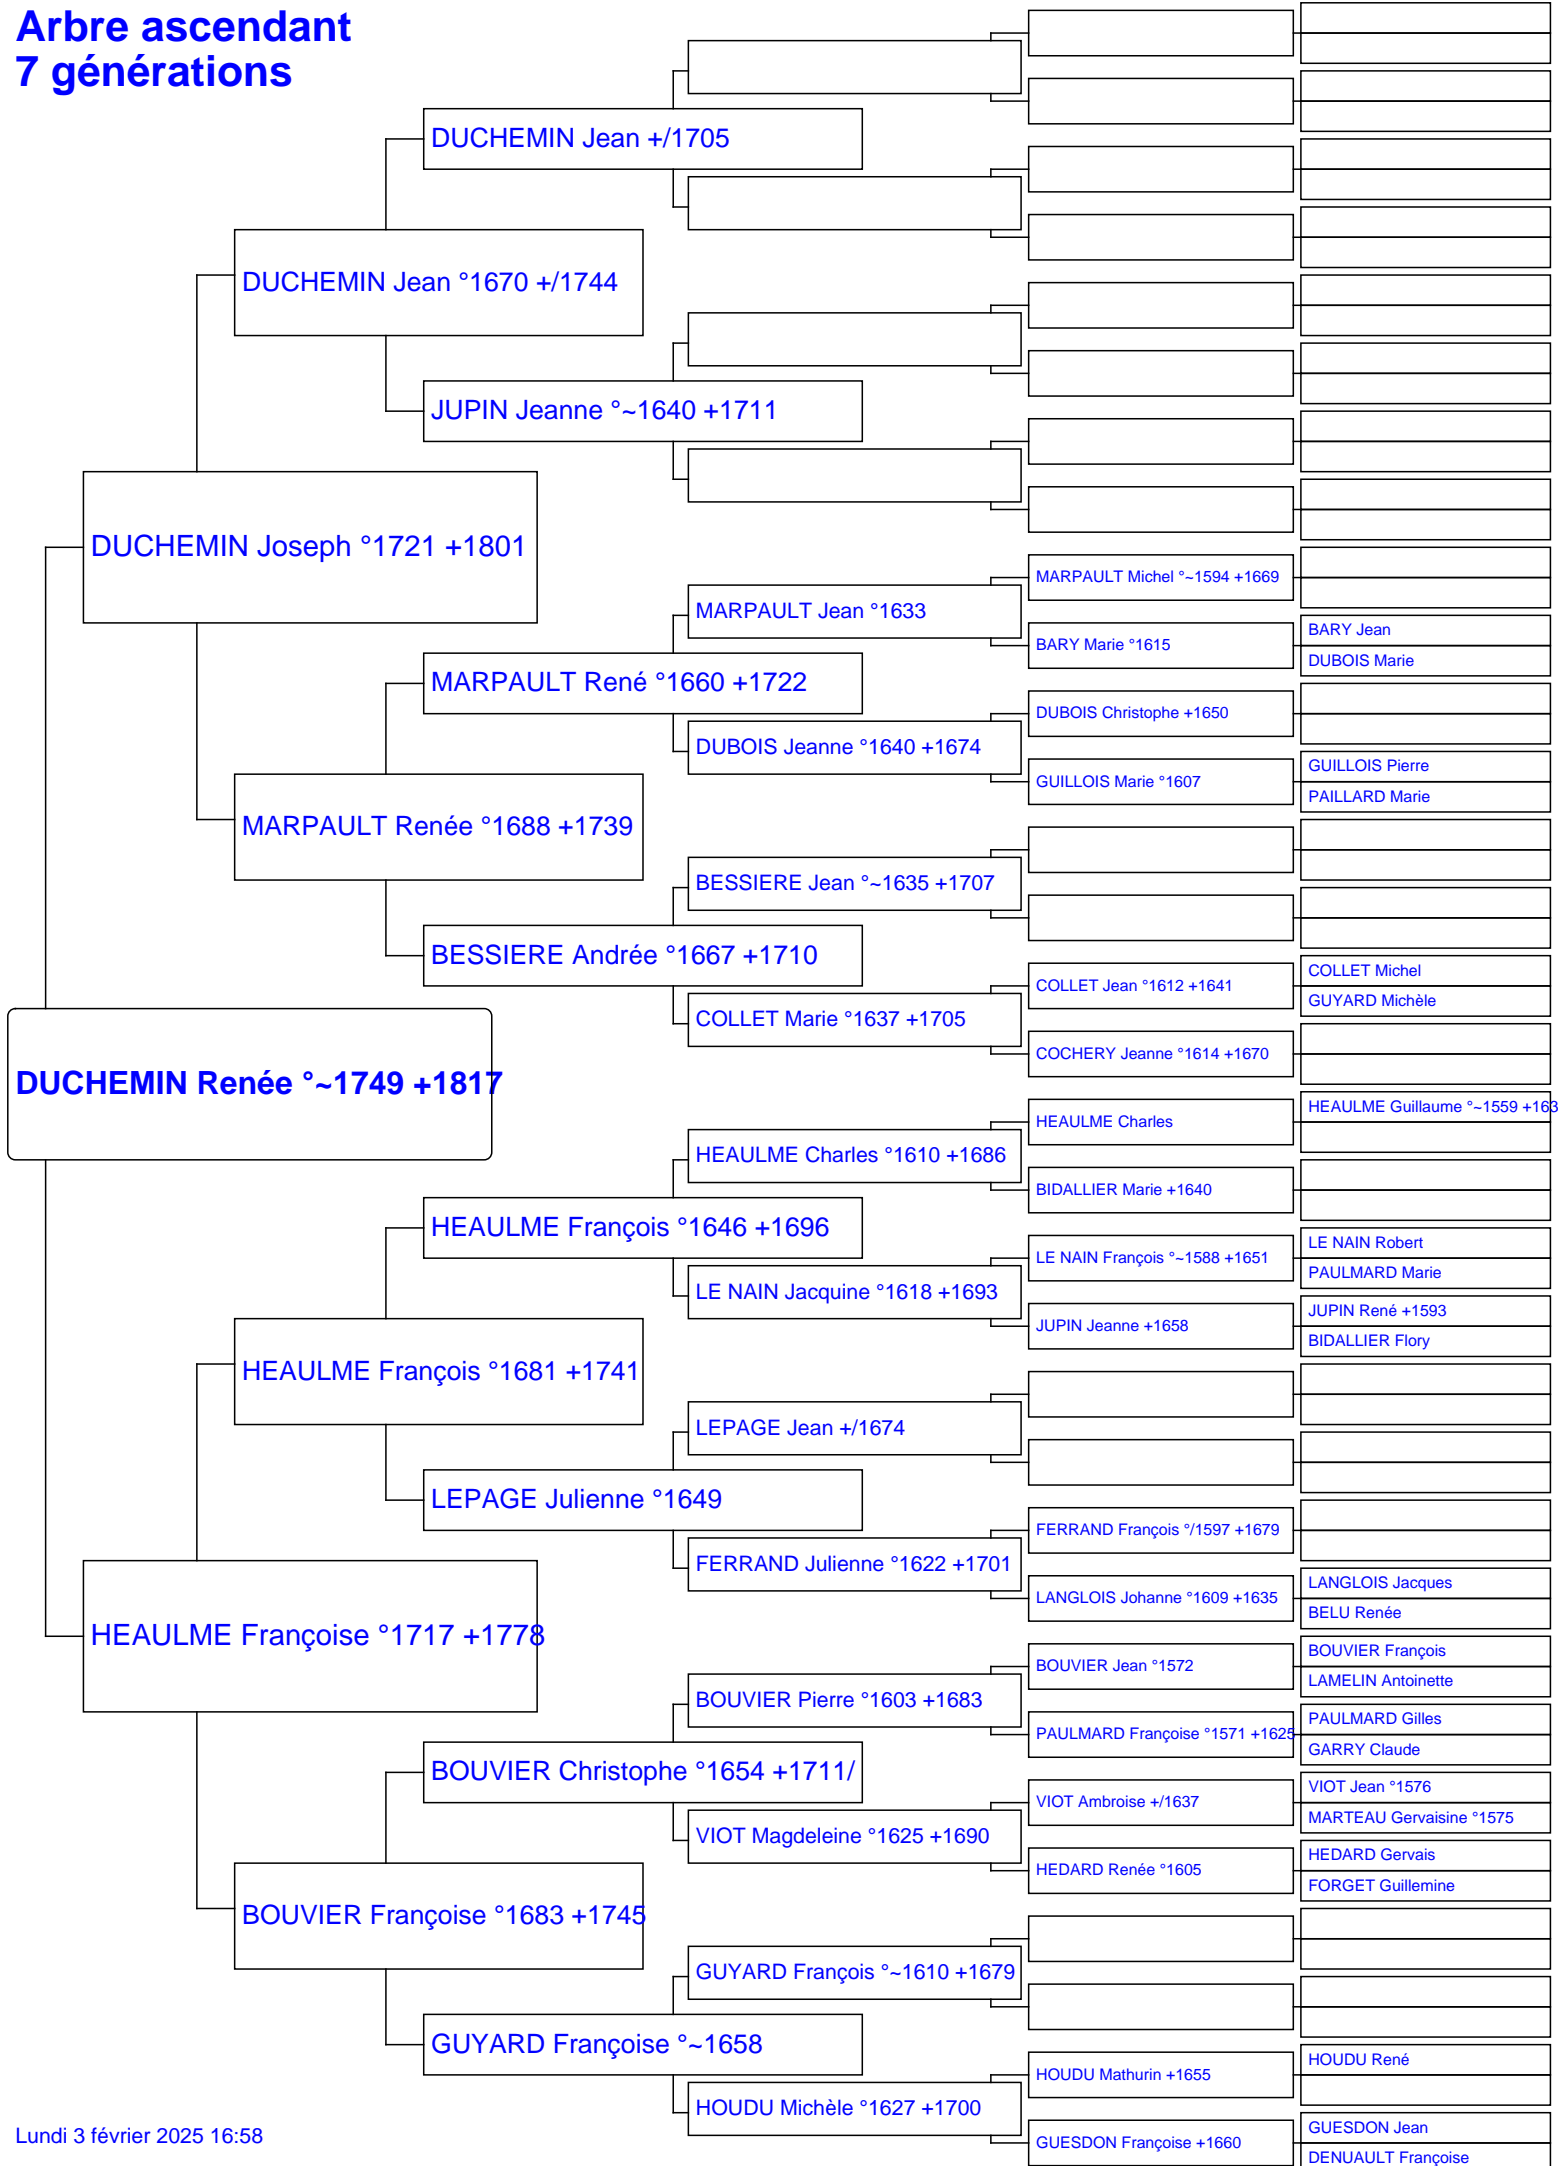 Arbre ascendant
7 générations
DUCHEMIN Jean +/1705
DUCHEMIN Jean °1670 +/1744
JUPIN Jeanne °~1640 +1711
DUCHEMIN Joseph °1721 +1801
MARPAULT Michel °~1594 +1669
MARPAULT Jean °1633
BARY Jean
BARY Marie °1615
DUBOIS Marie
MARPAULT René °1660 +1722
DUBOIS Christophe +1650
DUBOIS Jeanne °1640 +1674
GUILLOIS Pierre
GUILLOIS Marie °1607
PAILLARD Marie
MARPAULT Renée °1688 +1739
BESSIERE Jean °~1635 +1707
BESSIERE Andrée °1667 +1710
COLLET Michel
COLLET Jean °1612 +1641
GUYARD Michèle
COLLET Marie °1637 +1705
COCHERY Jeanne °1614 +1670
DUCHEMIN Renée °~1749 +1817
HEAULME Guillaume °~1559 +163
HEAULME Charles
HEAULME Charles °1610 +1686
BIDALLIER Marie +1640
HEAULME François °1646 +1696
LE NAIN Robert
LE NAIN François °~1588 +1651
PAULMARD Marie
LE NAIN Jacquine °1618 +1693
JUPIN René +1593
JUPIN Jeanne +1658
BIDALLIER Flory
HEAULME François °1681 +1741
LEPAGE Jean +/1674
LEPAGE Julienne °1649
FERRAND François °/1597 +1679
FERRAND Julienne °1622 +1701
LANGLOIS Jacques
LANGLOIS Johanne °1609 +1635
BELU Renée
HEAULME Françoise °1717 +1778
BOUVIER François
BOUVIER Jean °1572
LAMELIN Antoinette
BOUVIER Pierre °1603 +1683
PAULMARD Gilles
PAULMARD Françoise °1571 +1625
GARRY Claude
BOUVIER Christophe °1654 +1711/
VIOT Jean °1576
VIOT Ambroise +/1637
MARTEAU Gervaisine °1575
VIOT Magdeleine °1625 +1690
HEDARD Gervais
HEDARD Renée °1605
FORGET Guillemine
BOUVIER Françoise °1683 +1745
GUYARD François °~1610 +1679
GUYARD Françoise °~1658
HOUDU René
HOUDU Mathurin +1655
HOUDU Michèle °1627 +1700
GUESDON Jean
GUESDON Françoise +1660
DENUAULT Françoise
Lundi 3 février 2025 16:58